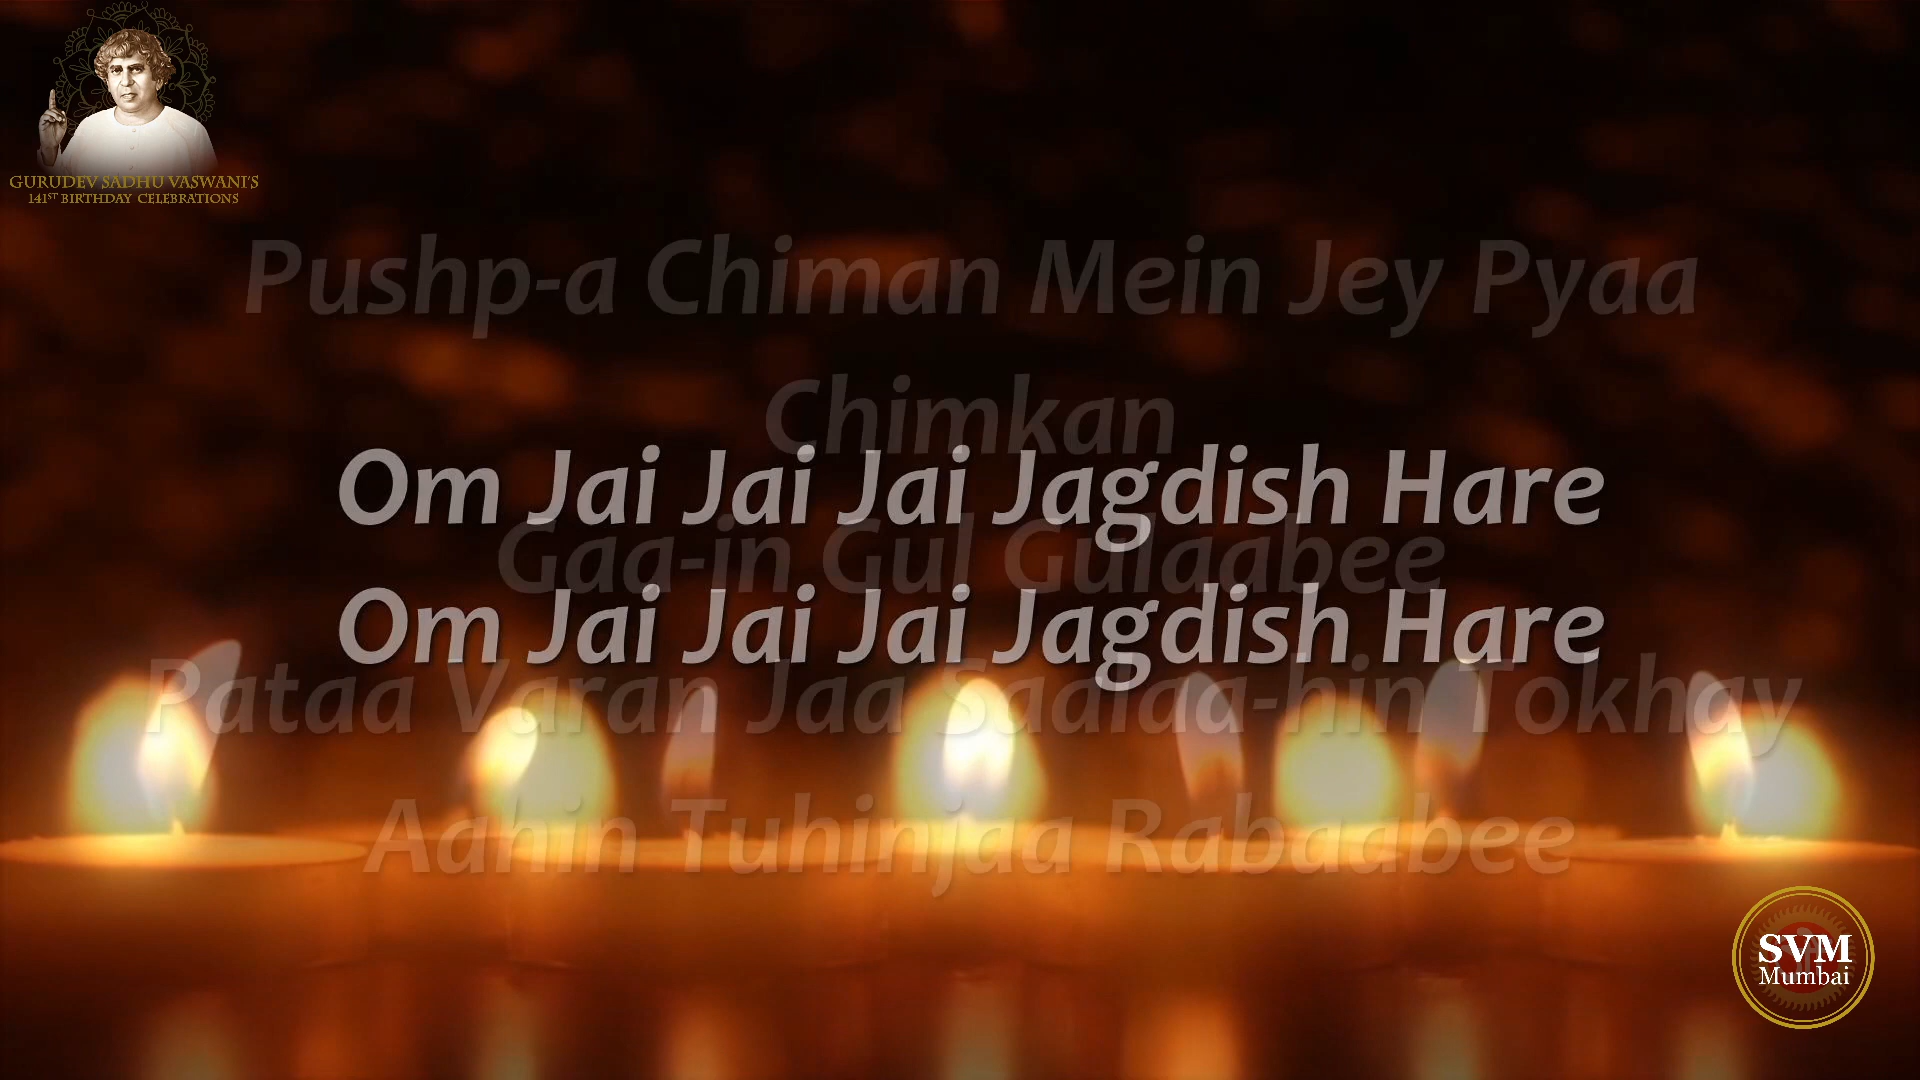 GURUDEV SADHU VASWANI'S
141ST BIRTHDAY CELEBRATIONS
Pushp-a Chiman Mein Jey Pyaa
Chimkan
Om Jai Jai Jai Jagdish Hare
Gaa-in Gul Gulaabee
Om Jai Jai Jai Jagdish Hare
Pataa Varan Jaa Saaraa-hin Tokhay
Aahin Tuhinjaa Rabaabee
SVM
Mumbai